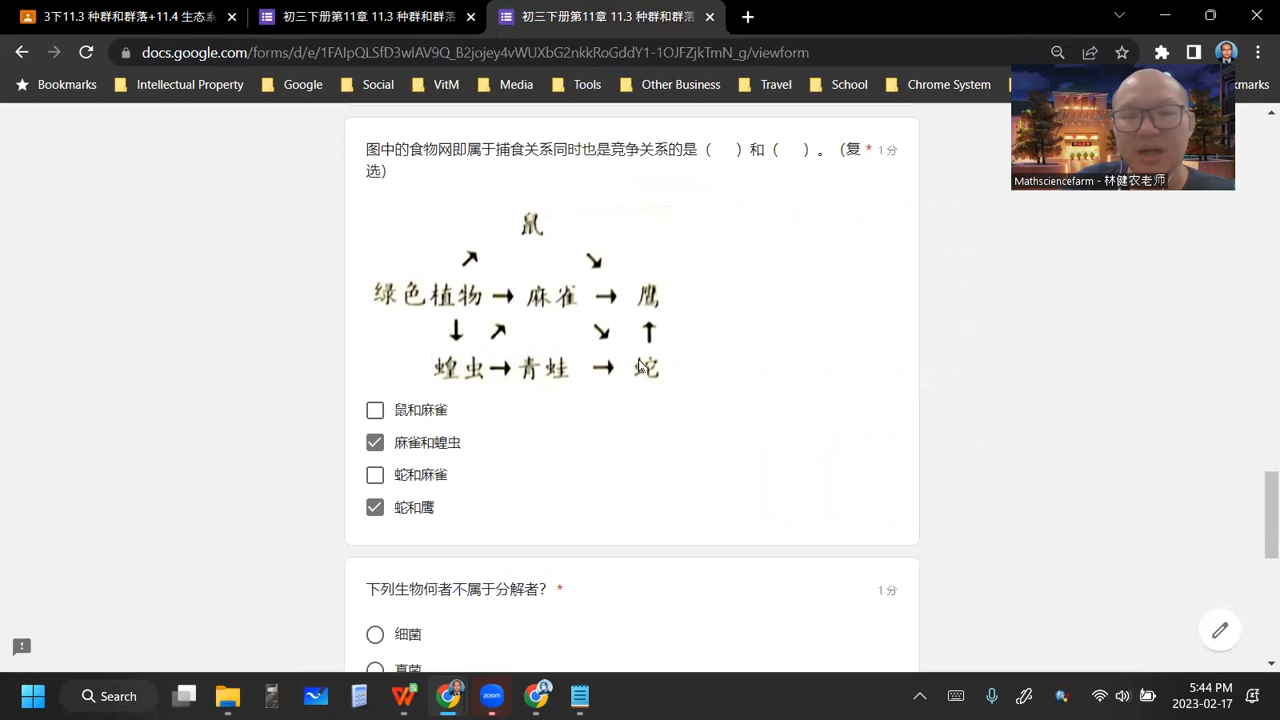 3下11.3 种群和群落+11.4 生态系
初三下册第11章 11.3 种群和群落
初三下册第11章 11.3 种群和群落
docs.google.com/forms/d/e/1FAIpQLSfD3wIAV9Q_B2jojey4vWUXbG2nkkRoGddY1-1OJFZjkTmN_g/viewform
Bookmarks Intellectual Property Google Social VitM Media Tools Other Business Travel School Chrome System marks
Mathsciencefarm - 林健农老师
图中的食物网即属于捕食关系同时也是竞争关系的是（ ）和（ ）。（复 * 1 分
选）
鼠
↗ ↘
绿色植物 → 麻雀 → 鹰
↓ ↗ ↘ ↑
蝗虫→青蛙 → 蛇
鼠和麻雀
麻雀和蝗虫
蛇和麻雀
蛇和鹰
下列生物何者不属于分解者？ * 1 分
细菌
真菌
Search
zoom
5:44 PM
2023-02-17